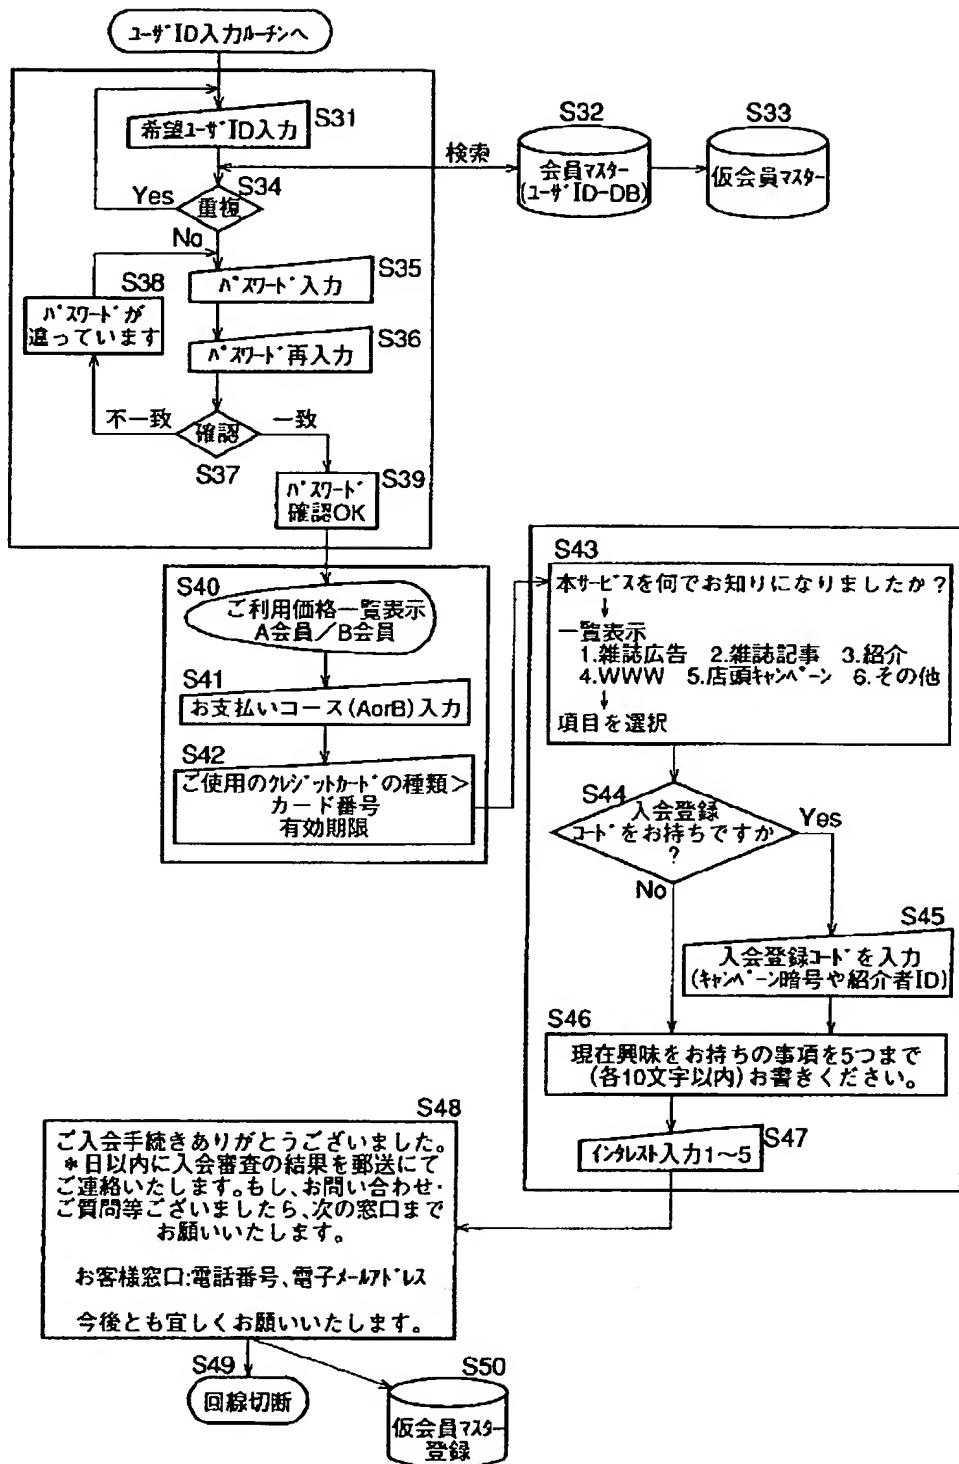 ﾕｰｻﾞID入力ﾙｰﾁﾝへ
希望ﾕｰｻﾞID入力
S31
検索
S32
会員マスター
(ﾕｰｻﾞID-DB)
S33
仮会員マスター
S34
重複
Yes
No
S35
ﾊﾟｽﾜｰﾄﾞ入力
S36
ﾊﾟｽﾜｰﾄﾞ再入力
S38
ﾊﾟｽﾜｰﾄﾞが
違っています
不一致
確認
一致
S37
S39
ﾊﾟｽﾜｰﾄﾞ
確認OK
S40
ご利用価格一覧表示
A会員／B会員
S41
お支払いコース(AorB)入力
S42
ご使用のｸﾚｼﾞｯﾄｶｰﾄﾞの種類＞
カード番号
有効期限
S43
本ｻｰﾋﾞｽを何でお知りになりましたか？
↓
一覧表示
1.雑誌広告 2.雑誌記事 3.紹介
4.WWW 5.店頭ｷｬﾝﾍﾟｰﾝ 6.その他
↓
項目を選択
S44
入会登録
ｺｰﾄﾞをお持ちですか
？
Yes
No
S45
入会登録ｺｰﾄﾞを入力
(ｷｬﾝﾍﾟｰﾝ暗号や紹介者ID)
S46
現在興味をお持ちの事項を5つまで
(各10文字以内)お書きください。
S47
ｲﾝﾀﾚｽﾄ入力1～5
S48
ご入会手続きありがとうございました。
＊日以内に入会審査の結果を郵送にて
ご連絡いたします。もし、お問い合わせ・
ご質問等ございましたら、次の窓口まで
お願いいたします。
お客様窓口:電話番号、電子ﾒｰﾙｱﾄﾞﾚｽ
今後とも宜しくお願いいたします。
S49
回線切断
S50
仮会員ﾏｽﾀｰ
登録